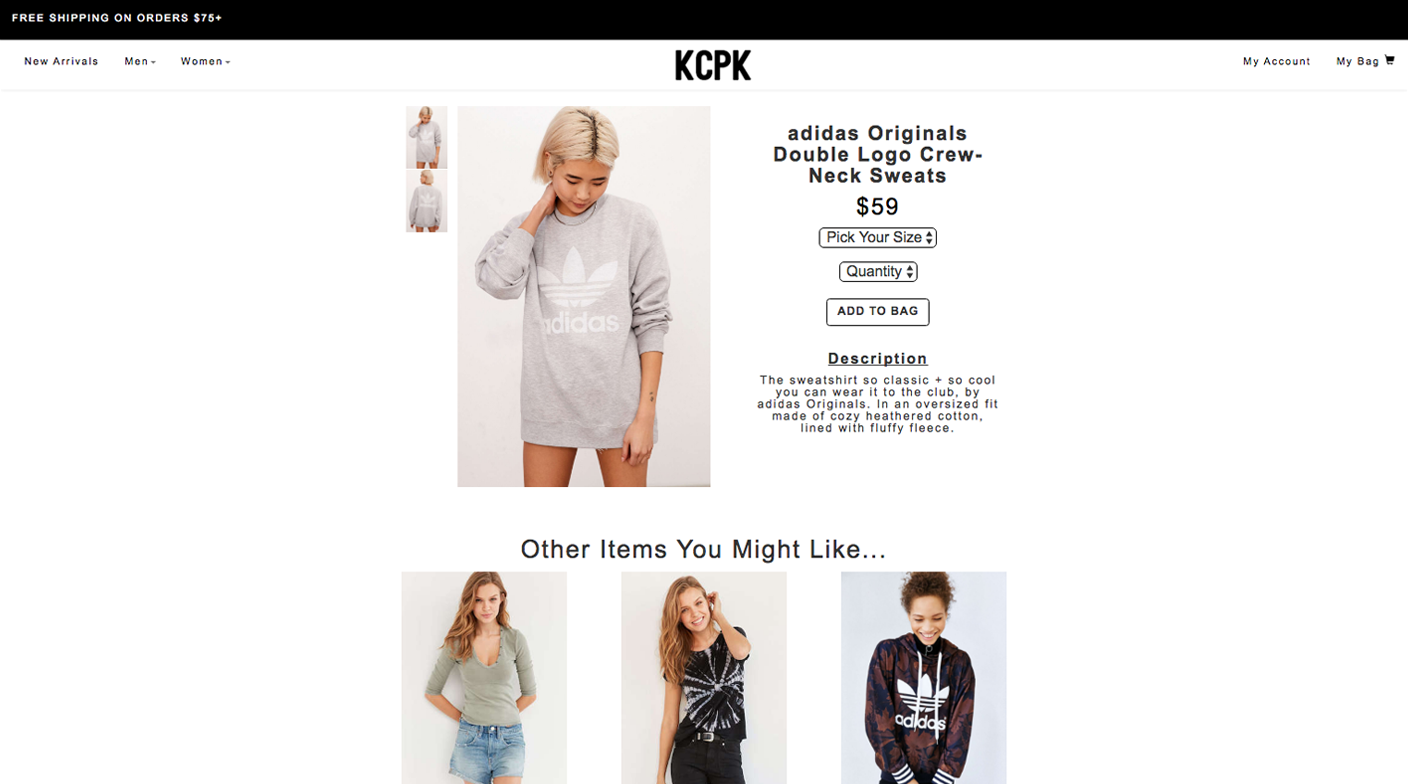 FREE SHIPPING ON ORDERS $75+
New Arrivals
Men
Women
KCPK
My Account
My Bag
adidas Originals
Double Logo Crew-
Neck Sweats
$59
Pick Your Size
Quantity
ADD TO BAG
Description
The sweatshirt so classic + so cool
you can wear it to the club, by
adidas Originals. In an oversized fit
made of cozy heathered cotton,
lined with fluffy fleece.
adidas
Other Items You Might Like...
adidas